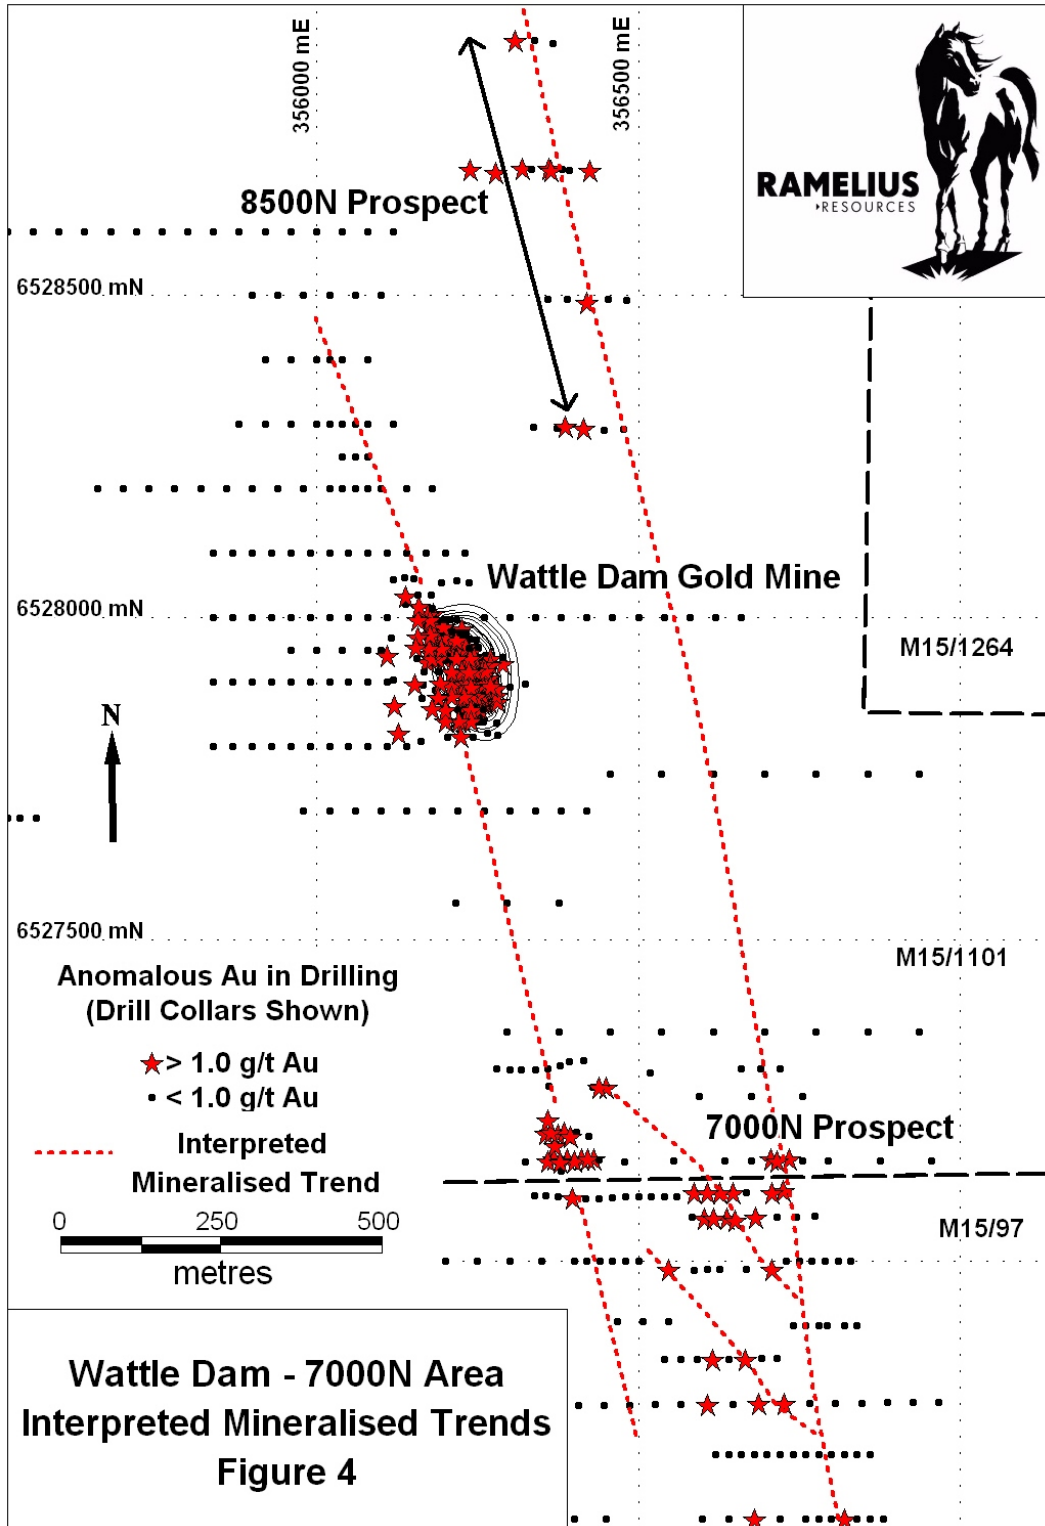 356000 mE
356500 mE
RAMELIUS
RESOURCES
8500N Prospect
6528500 mN
Wattle Dam Gold Mine
6528000 mN
M15/1264
N
6527500 mN
M15/1101
Anomalous Au in Drilling
(Drill Collars Shown)
> 1.0 g/t Au
< 1.0 g/t Au
Interpreted
Mineralised Trend
7000N Prospect
0 250 500
metres
M15/97
Wattle Dam - 7000N Area
Interpreted Mineralised Trends
Figure 4